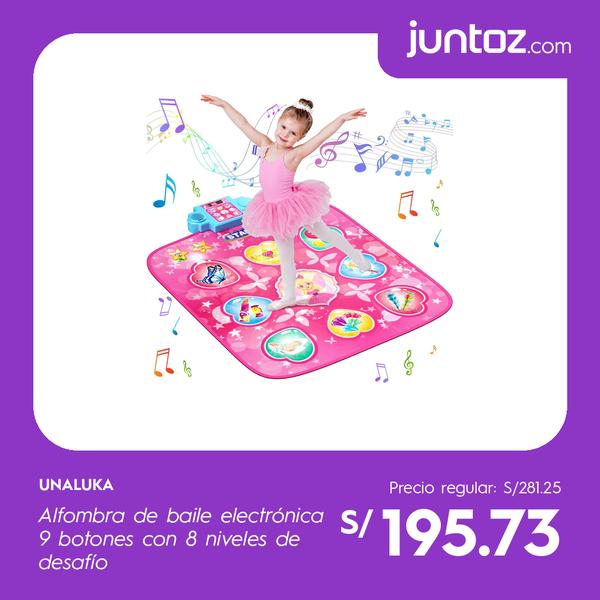 juntoz.com
UNALUKA
Alfombra de baile electrónica
9 botones con 8 niveles de
desafío
Precio regular: S/281.25
S/195.73